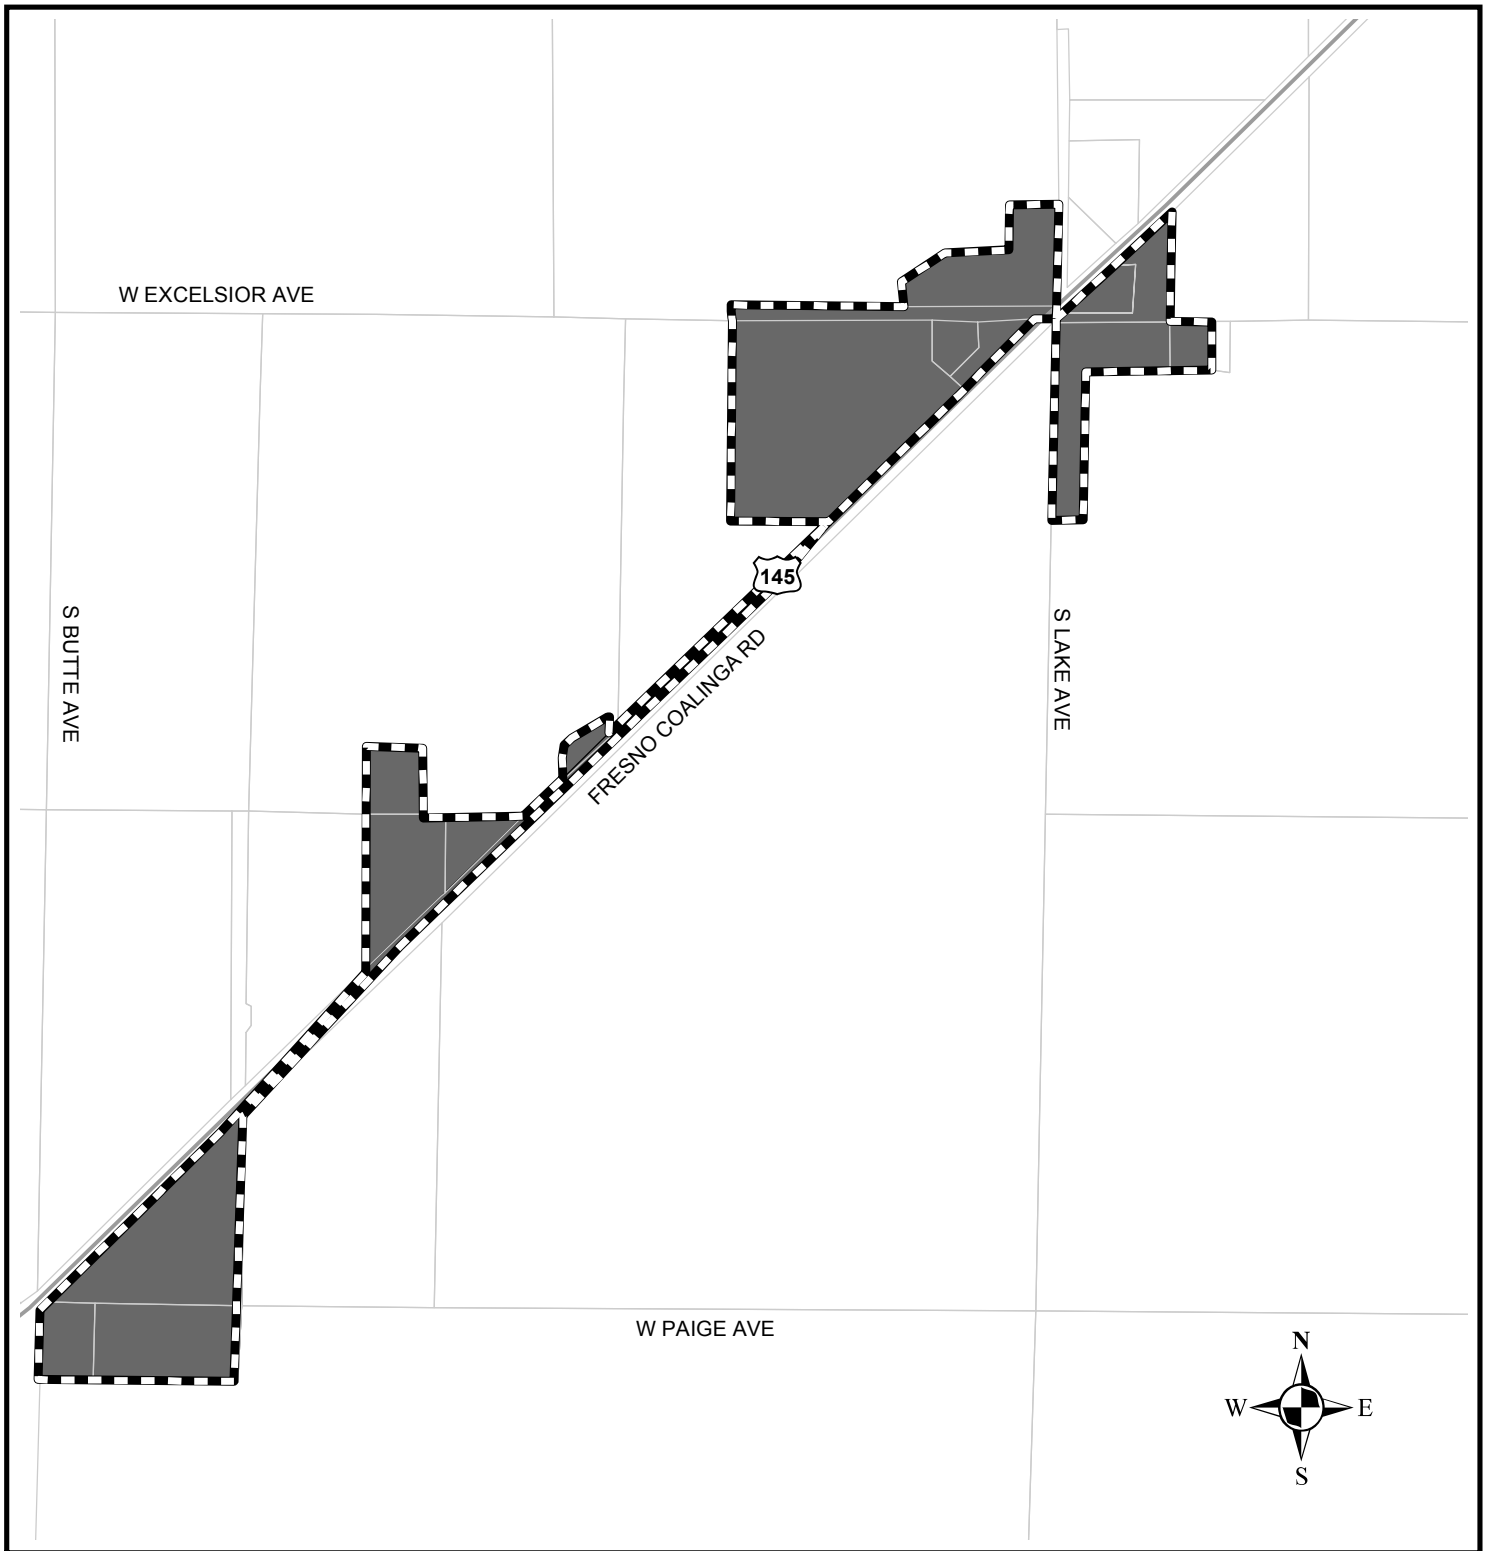 W EXCELSIOR AVE
145
S BUTTE AVE
S LAKE AVE
FRESNO COALINGA RD
W PAIGE AVE
N
W E
S